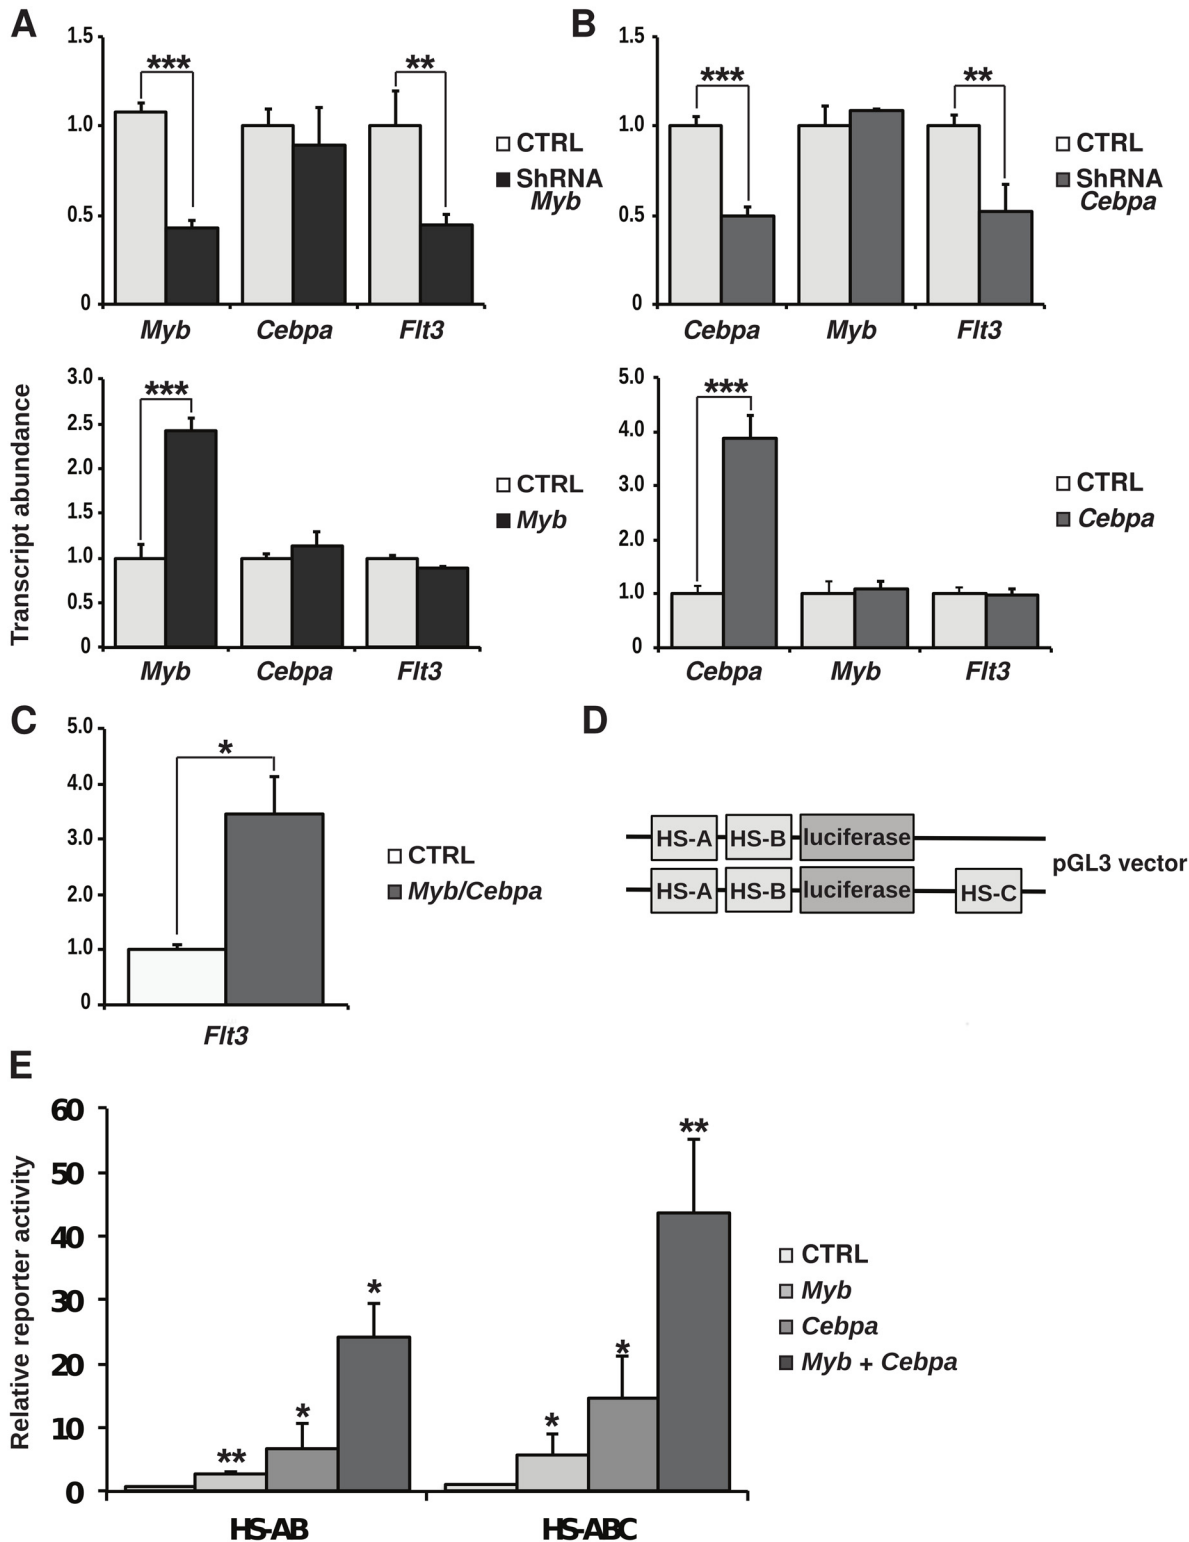 A
1.5
1.0
0.5
0
***
**
Myb
Cebpa
Flt3
CTRL
ShRNA
Myb
B
1.5
1.0
0.5
0
***
**
Cebpa
Myb
Flt3
CTRL
ShRNA
Cebpa
Transcript abundance
3.0
2.5
2.0
1.5
1.0
0.5
0
***
Myb
Cebpa
Flt3
CTRL
Myb
5.0
4.0
3.0
2.0
1.0
0
***
Cebpa
Myb
Flt3
CTRL
Cebpa
C
5.0
4.0
3.0
2.0
1.0
0
*
Flt3
CTRL
Myb/Cebpa
D
HS-A HS-B luciferase
HS-A HS-B luciferase HS-C
pGL3 vector
E
Relative reporter activity
60
50
40
30
20
10
0
** * *
* * **
HS-AB
HS-ABC
CTRL
Myb
Cebpa
Myb + Cebpa